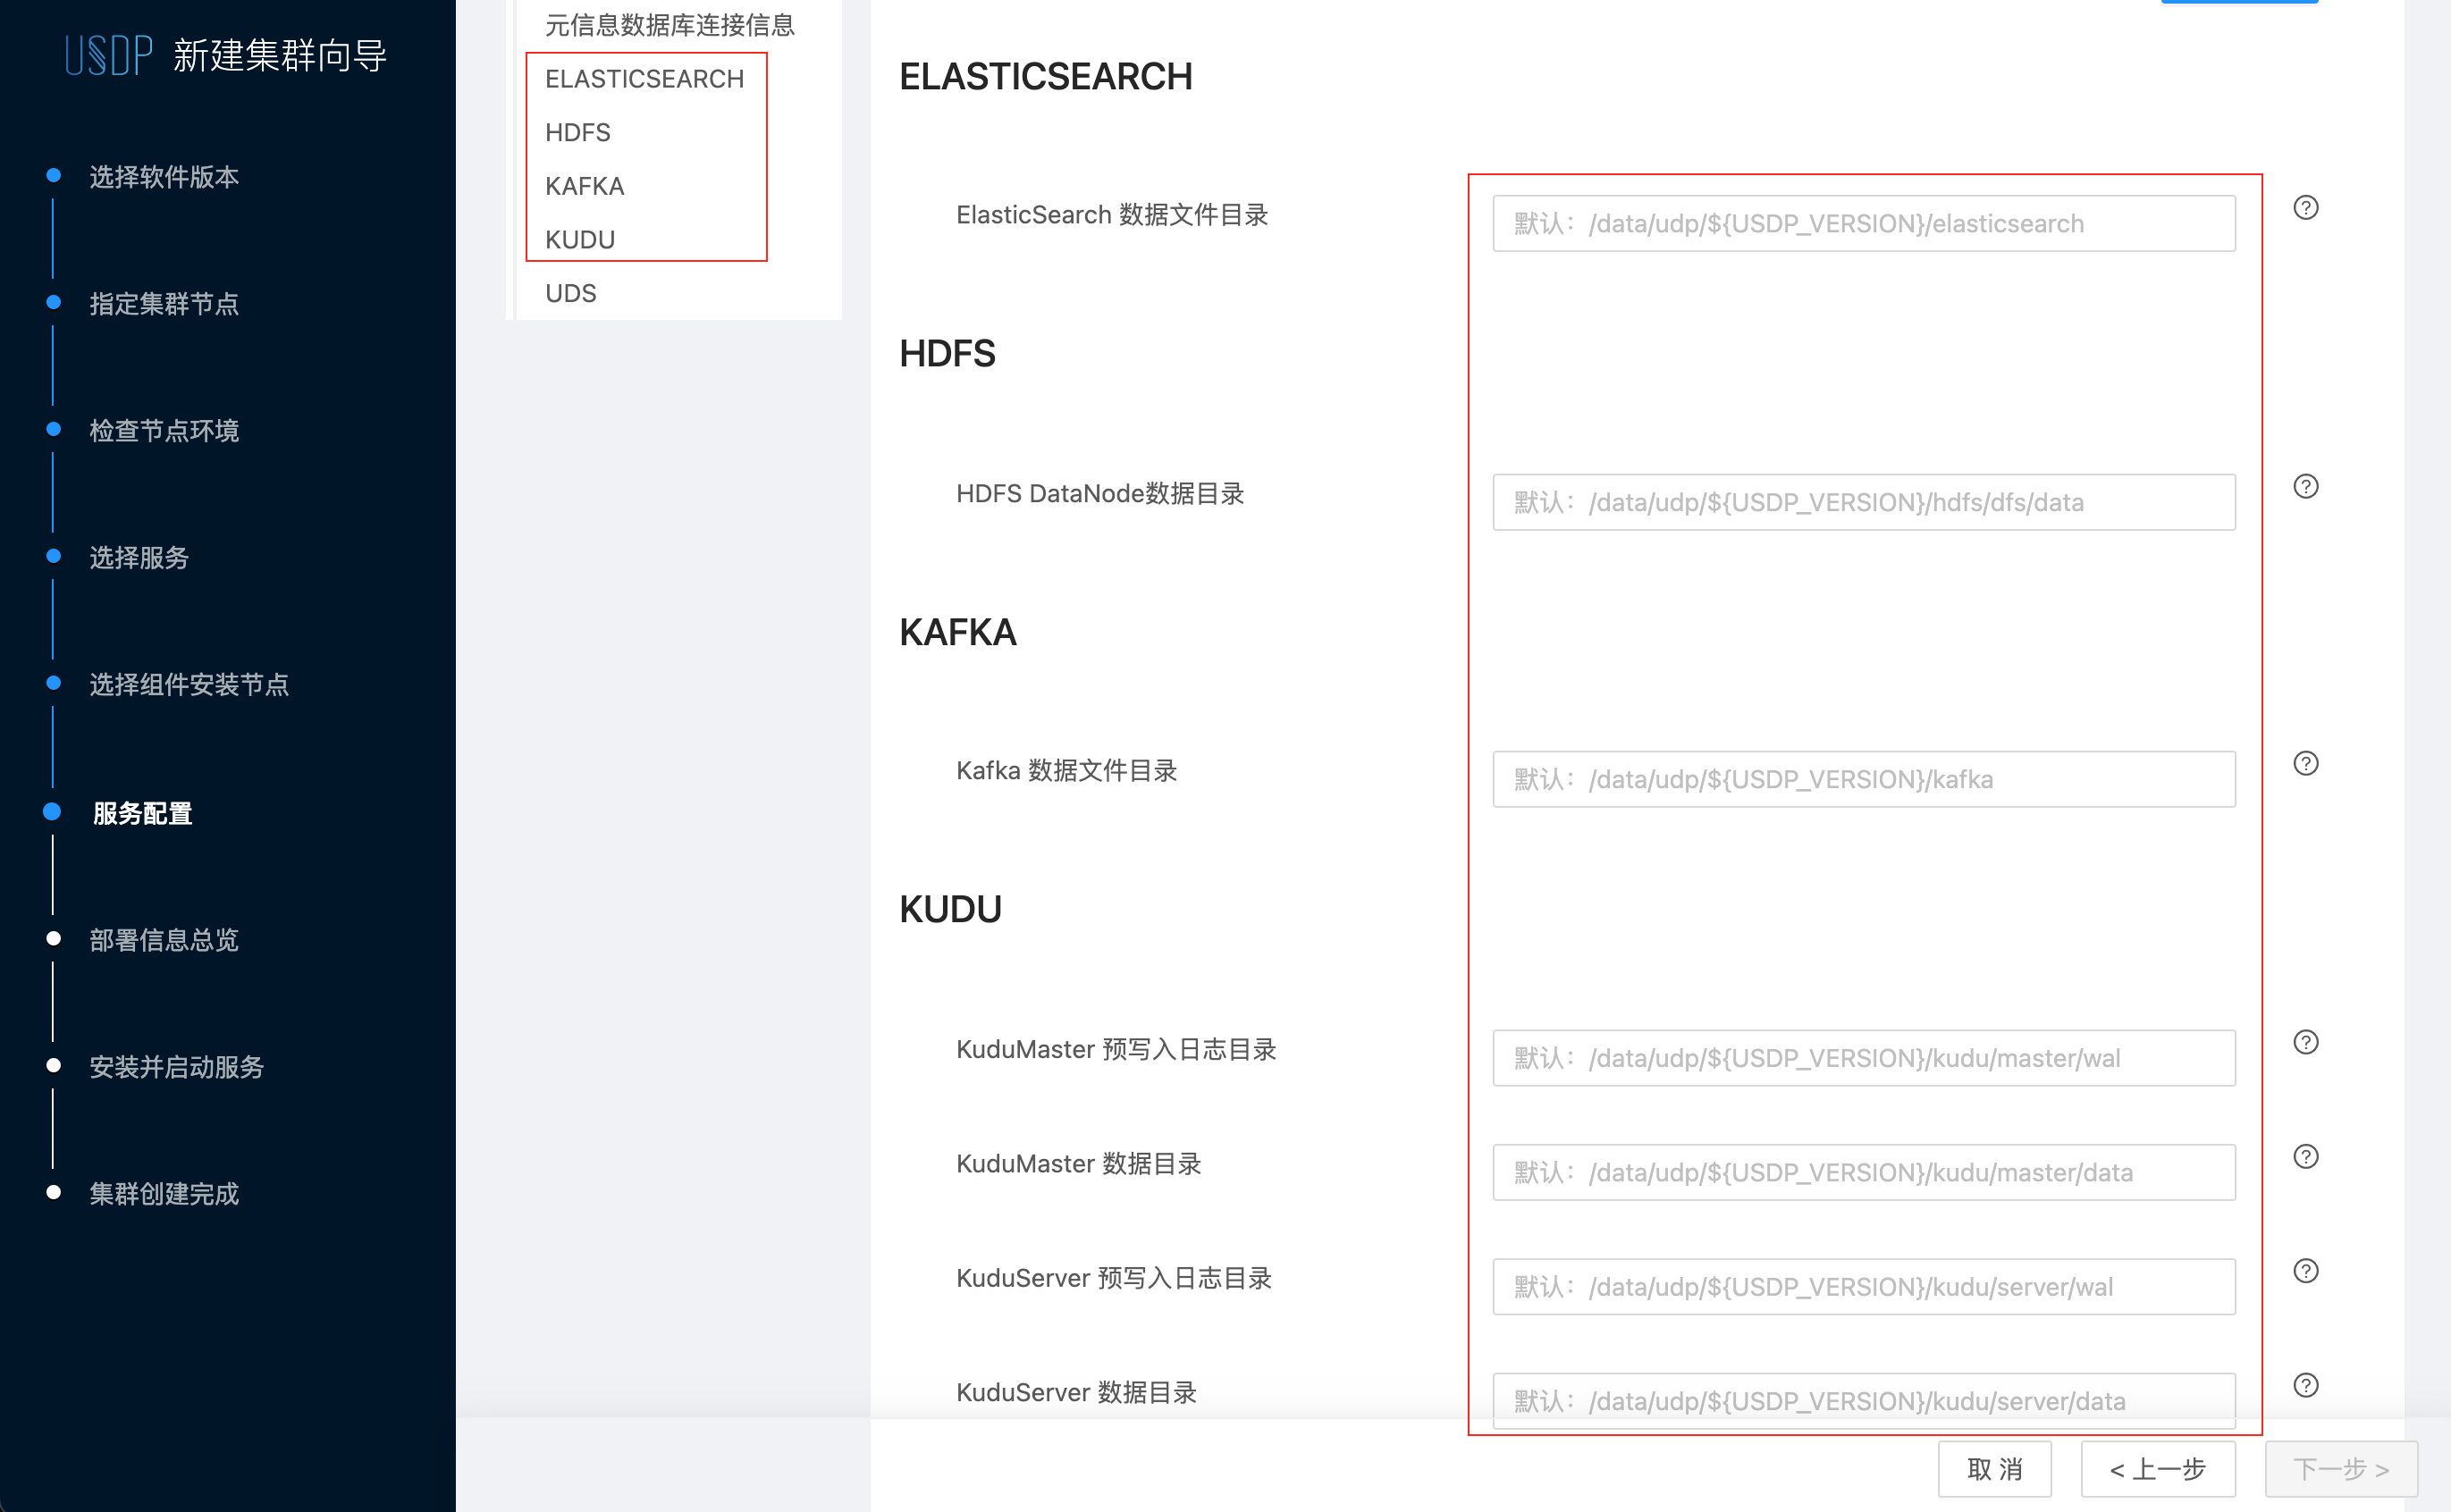 USDP 新建集群向导
选择软件版本
指定集群节点
检查节点环境
选择服务
选择组件安装节点
服务配置
部署信息总览
安装并启动服务
集群创建完成
元信息数据库连接信息
ELASTICSEARCH
HDFS
KAFKA
KUDU
UDS
ELASTICSEARCH
ElasticSearch 数据文件目录
默认：/data/udp/${USDP_VERSION}/elasticsearch
HDFS
HDFS DataNode数据目录
默认：/data/udp/${USDP_VERSION}/hdfs/dfs/data
KAFKA
Kafka 数据文件目录
默认：/data/udp/${USDP_VERSION}/kafka
KUDU
KuduMaster 预写入日志目录
默认：/data/udp/${USDP_VERSION}/kudu/master/wal
KuduMaster 数据目录
默认：/data/udp/${USDP_VERSION}/kudu/master/data
KuduServer 预写入日志目录
默认：/data/udp/${USDP_VERSION}/kudu/server/wal
KuduServer 数据目录
默认：/data/udp/${USDP_VERSION}/kudu/server/data
取 消
< 上一步
下一步 >